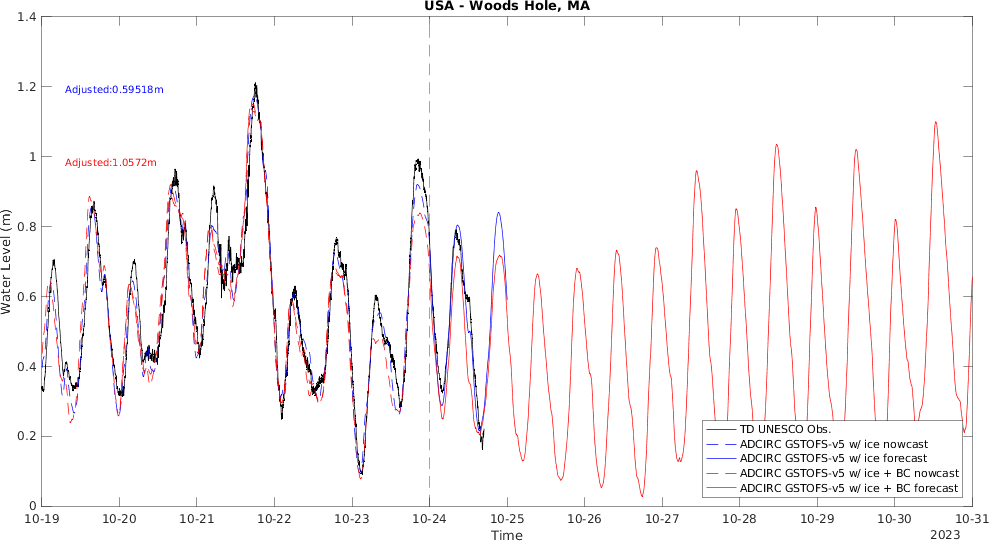 USA - Woods Hole, MA
1.4
1.2
1
0.8
0.6
0.4
0.2
0
Water Level (m)
Adjusted:0.59518m
Adjusted:1.0572m
TD UNESCO Obs.
ADCIRC GSTOFS-v5 w/ ice nowcast
ADCIRC GSTOFS-v5 w/ ice forecast
ADCIRC GSTOFS-v5 w/ ice + BC nowcast
ADCIRC GSTOFS-v5 w/ ice + BC forecast
10-19 10-20 10-21 10-22 10-23 10-24 10-25 10-26 10-27 10-28 10-29 10-30 10-31
Time
2023